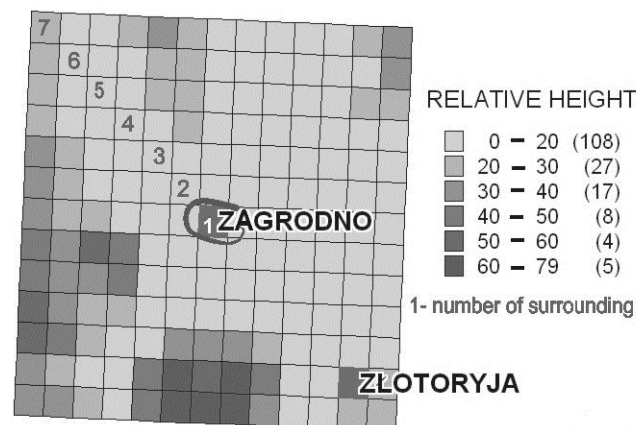 7
6
5
4
3
2
1 ZAGRODNO
ZŁOTORYJA
RELATIVE HEIGHT
0 – 20 (108)
20 – 30 (27)
30 – 40 (17)
40 – 50 (8)
50 – 60 (4)
60 – 79 (5)
1- number of surrounding